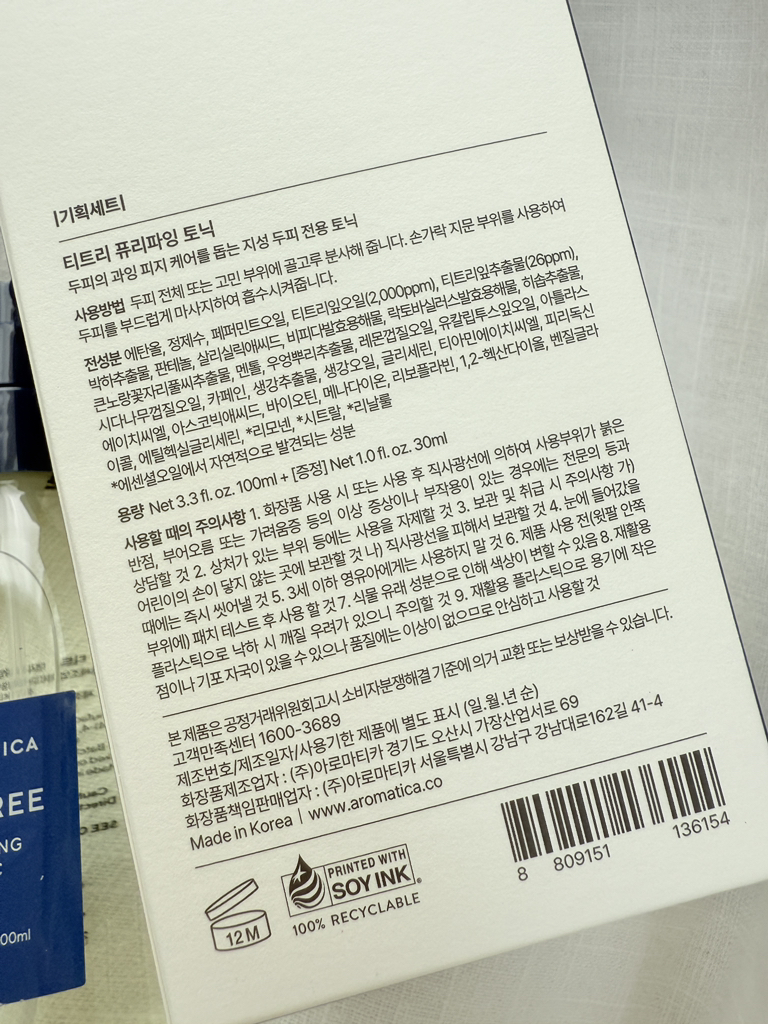 |기획세트|
티트리 퓨리파잉 토닉
두피의 과잉 피지 케어를 돕는 지성 두피 전용 토닉
사용방법 두피 전체 또는 고민 부위에 골고루 분사해 줍니다. 손가락 지문 부위를 사용하여
두피를 부드럽게 마사지하여 흡수시켜줍니다.
전성분 에탄올, 정제수, 페퍼민트오일, 티트리잎오일(2,000ppm), 티트리잎추출물(26ppm),
박하추출물, 판테놀, 살리실릭애씨드, 비피다발효용해물, 락토바실러스발효용해물, 히솝추출물,
큰노랑꽃자리풀씨추출물, 멘톨, 우엉뿌리추출물, 레몬껍질오일, 유칼립투스잎오일, 아틀라스
시다나무껍질오일, 카페인, 생강추출물, 생강오일, 글리세린, 티아민에이치씨엘, 피리독신
에이치씨엘, 아스코빅애씨드, 바이오틴, 메나다이온, 리보플라빈, 1,2-헥산다이올, 벤질글라
이콜, 에틸헥실글리세린, *리모넨, *시트랄, *리날룰
*에센셜오일에서 자연적으로 발견되는 성분
용량 Net 3.3 fl. oz. 100ml + [증정] Net 1.0 fl. oz. 30ml
사용할 때의 주의사항 1. 화장품 사용 시 또는 사용 후 직사광선에 의하여 사용부위가 붉은
반점, 부어오름 또는 가려움증 등의 이상 증상이나 부작용이 있는 경우에는 전문의 등과
상담할 것 2. 상처가 있는 부위 등에는 사용을 자제할 것 3. 보관 및 취급 시 주의사항 가)
어린이의 손이 닿지 않는 곳에 보관할 것 나) 직사광선을 피해서 보관할 것 4. 눈에 들어갔을
때에는 즉시 씻어낼 것 5. 3세 이하 영유아에게는 사용하지 말 것 6. 제품 사용 전(윗팔 안쪽
부위에) 패치 테스트 후 사용 할 것 7. 식물 유래 성분으로 인해 색상이 변할 수 있음 8. 재활용
플라스틱으로 낙하 시 깨질 우려가 있으니 주의할 것 9. 재활용 플라스틱으로 용기에 작은
점이나 기포 자국이 있을 수 있으나 품질에는 이상이 없으므로 안심하고 사용할 것
본 제품은 공정거래위원회고시 소비자분쟁해결 기준에 의거 교환 또는 보상받을 수 있습니다.
고객만족센터 1600-3689
제조번호/제조일자/사용기한 제품에 별도 표시 (일.월.년 순)
화장품제조업자 : (주)아로마티카 경기도 오산시 가장산업서로 69
화장품책임판매업자 : (주)아로마티카 서울특별시 강남구 강남대로162길 41-4
Made in Korea | www.aromatica.co
12M
PRINTED WITH
SOY INK®
100% RECYCLABLE
8 809151 136154
ICA
REE
NG
C
00ml